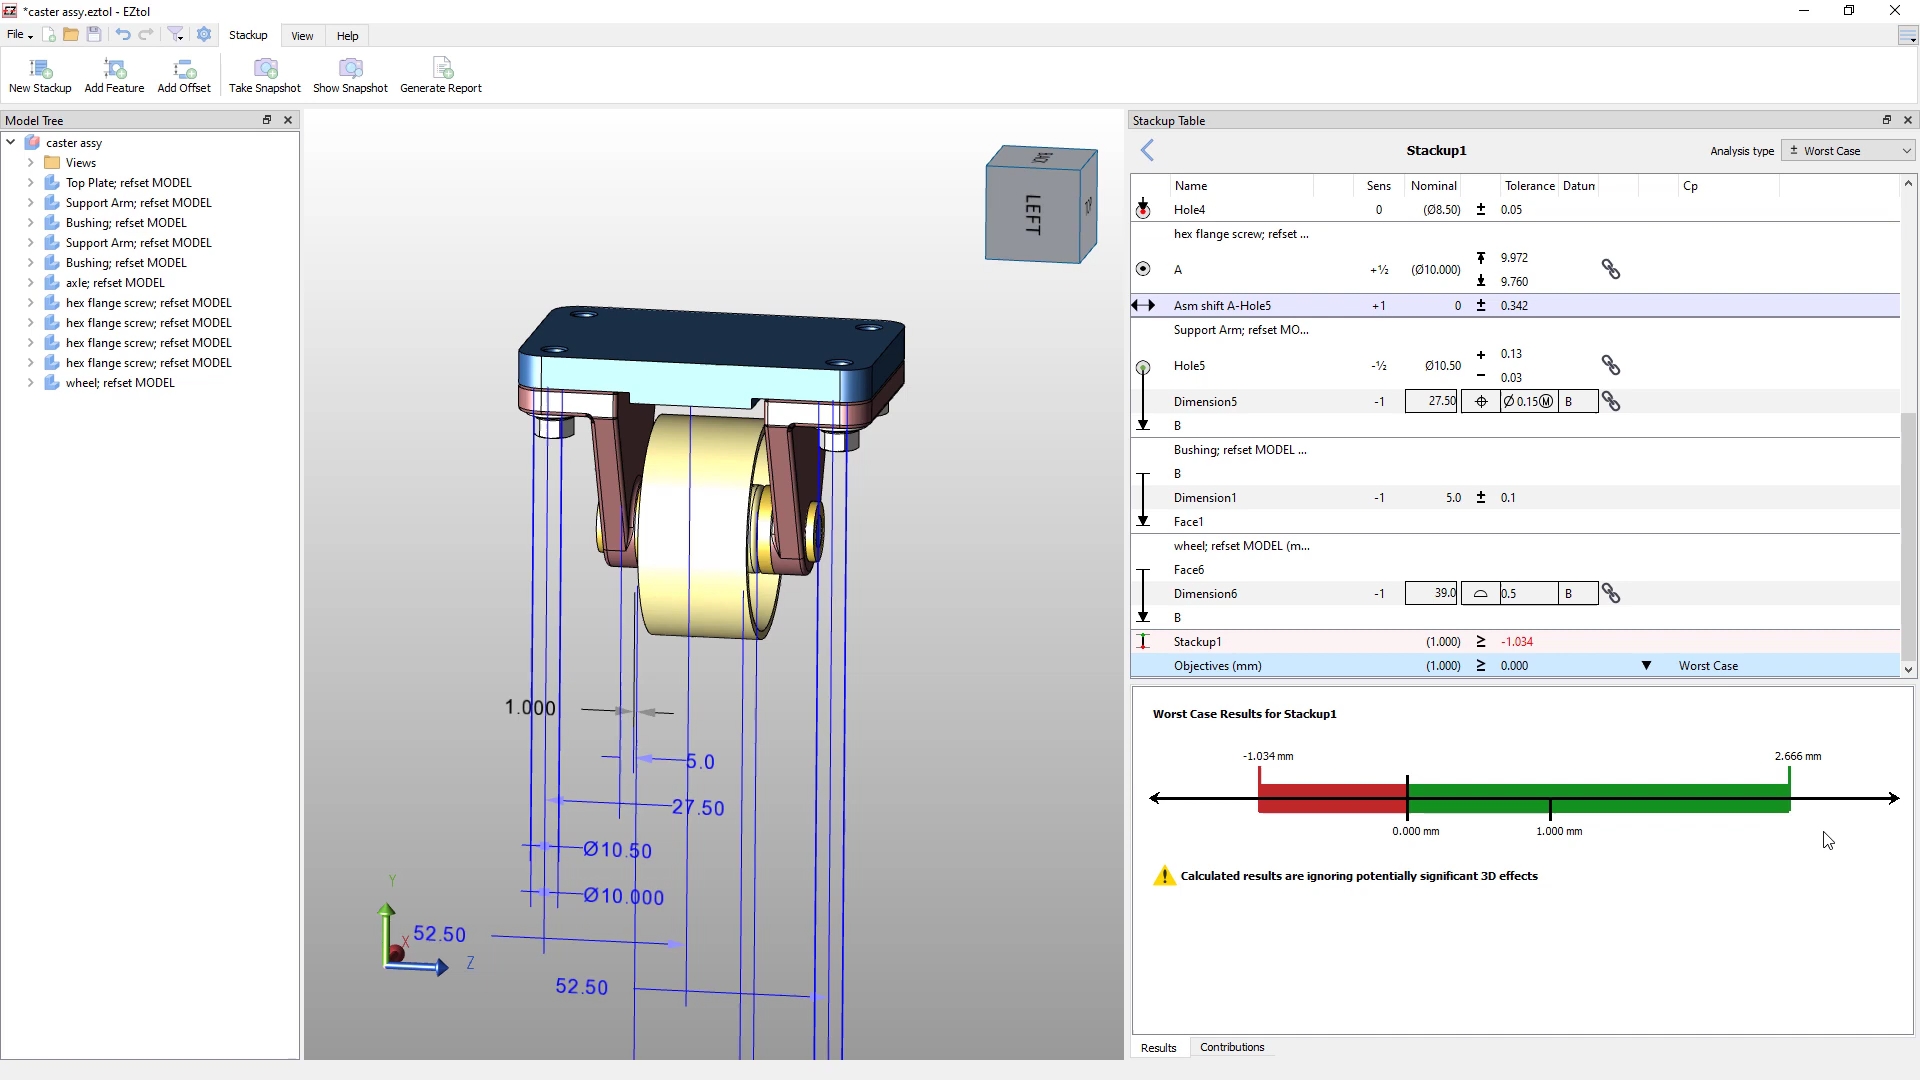 *caster assy.eztol - EZtol
File
Stackup
View
Help
New Stackup
Add Feature
Add Offset
Take Snapshot
Show Snapshot
Generate Report
Model Tree
caster assy
Views
Top Plate; refset MODEL
Support Arm; refset MODEL
Bushing; refset MODEL
Support Arm; refset MODEL
Bushing; refset MODEL
axle; refset MODEL
hex flange screw; refset MODEL
hex flange screw; refset MODEL
hex flange screw; refset MODEL
hex flange screw; refset MODEL
wheel; refset MODEL
LEFT
1.000
5.0
27.50
Ø10.50
Ø10.000
52.50
52.50
Y
X
Z
Stackup Table
Stackup1
Analysis type ± Worst Case
Name Sens Nominal Tolerance Datun Cp
Hole4 0 (Ø8.50) ± 0.05
hex flange screw; refset ...
A +½ (Ø10.000) 9.972
9.760
Asm shift A-Hole5 +1 0 ± 0.342
Support Arm; refset MO...
Hole5 -½ Ø10.50 + 0.13
− 0.03
Dimension5 -1 27.50 ⌖ Ø 0.15Ⓜ B
B
Bushing; refset MODEL ...
B
Dimension1 -1 5.0 ± 0.1
Face1
wheel; refset MODEL (m...
Face6
Dimension6 -1 39.0 ⌓ 0.5 B
B
Stackup1 (1.000) ≥ -1.034
Objectives (mm) (1.000) ≥ 0.000 ▼ Worst Case
Worst Case Results for Stackup1
-1.034 mm 2.666 mm
0.000 mm 1.000 mm
Calculated results are ignoring potentially significant 3D effects
Results
Contributions